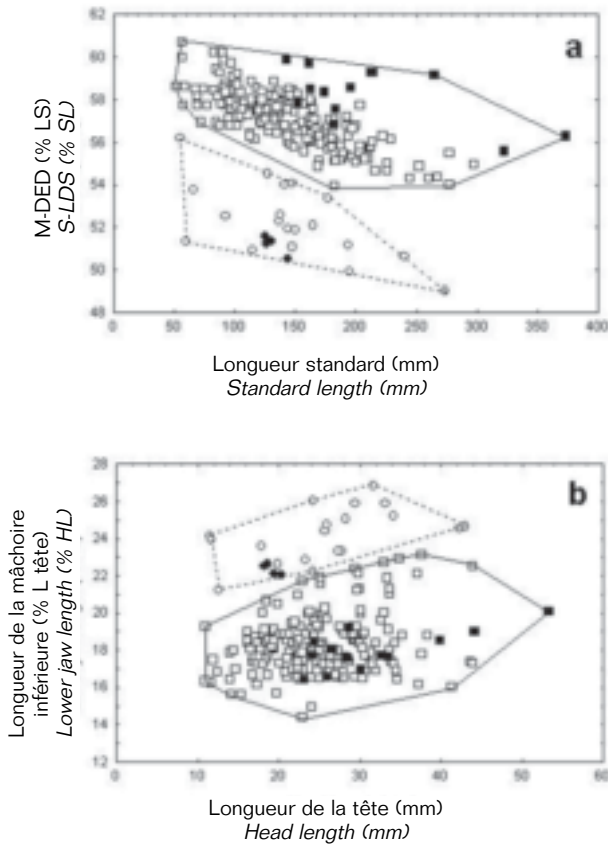 62
60
58
56
54
52
50
48
a
M-DED (% LS)
S-LDS (% SL)
0 50 100 150 200 250 300 350 400
Longueur standard (mm)
Standard length (mm)
28
26
24
22
20
18
16
14
12
b
Longueur de la mâchoire
inférieure (% L tête)
Lower jaw length (% HL)
0 10 20 30 40 50 60
Longueur de la tête (mm)
Head length (mm)